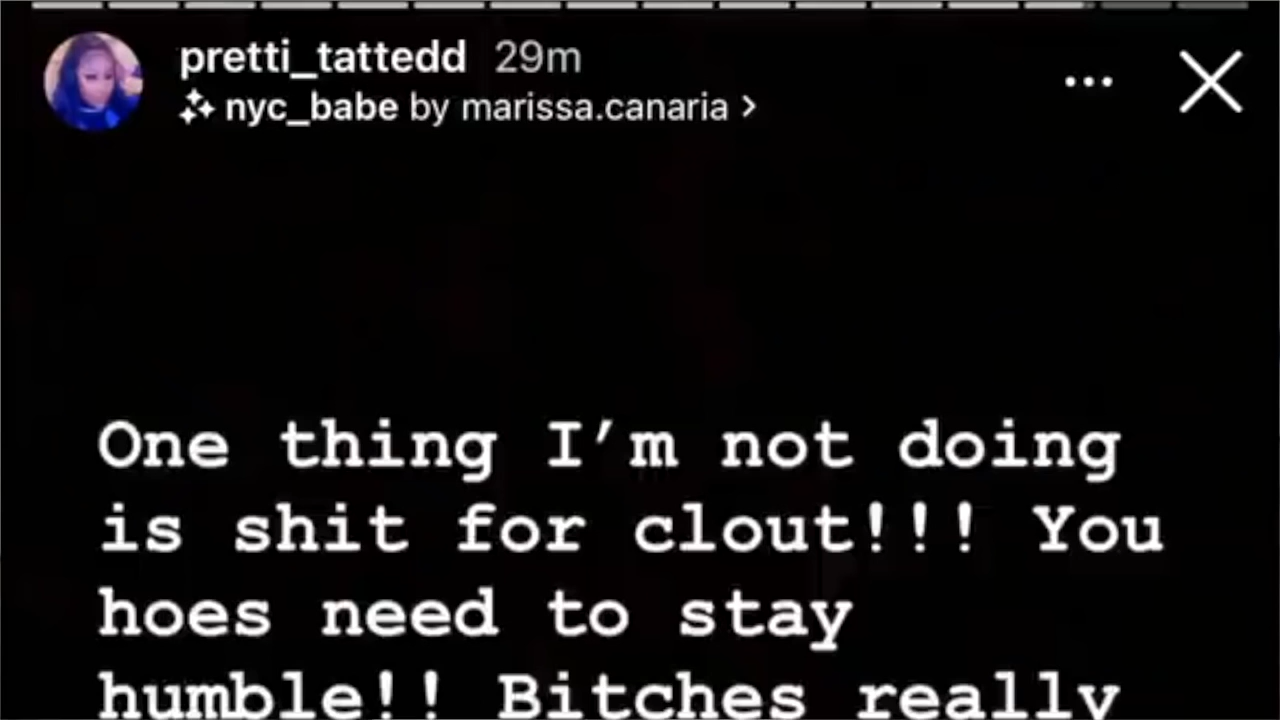 pretti_tattedd 29m
nyc_babe by marissa.canaria >
One thing I’m not doing
is shit for clout!!! You
hoes need to stay
humble!! Bitches really